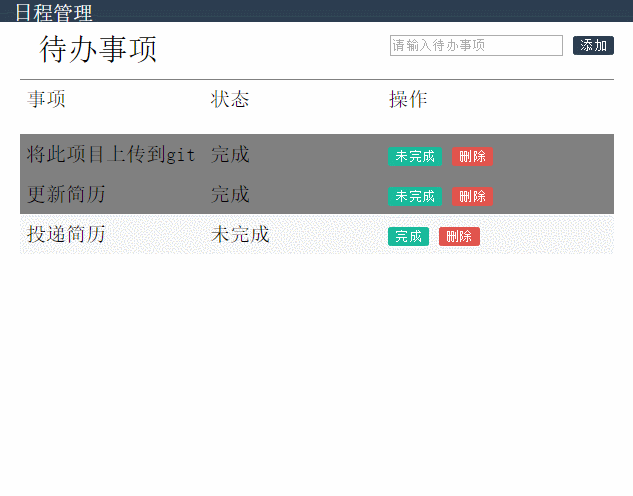 日程管理
待办事项 请输入待办事项 添加
事项 状态 操作
将此项目上传到git 完成 未完成 删除
更新简历 完成 未完成 删除
投递简历 未完成 完成 删除